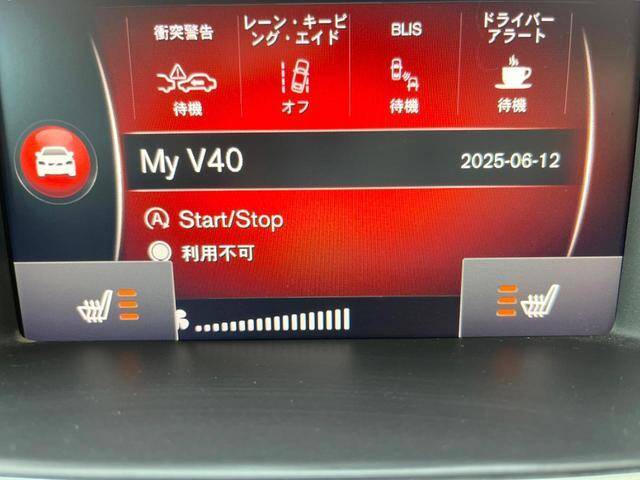 衝突警告
レーン・キーピ
ング・エイド
BLIS
ドライバー
アラート
待機
オフ
待機
待機
My V40
2025-06-12
A Start/Stop
利用不可